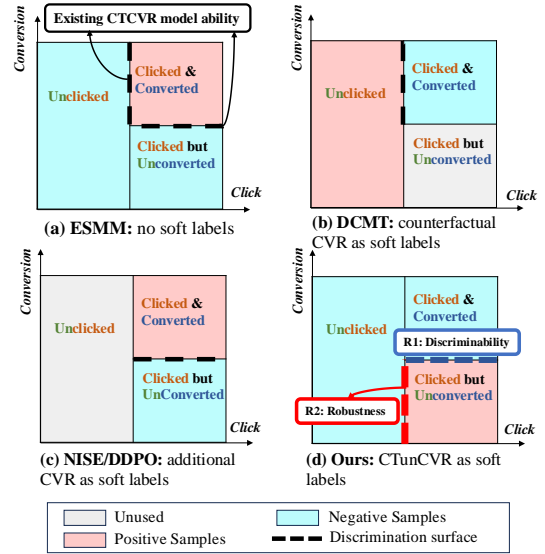 Existing CTCVR model ability
Conversion
Unclicked
Clicked &
Converted
Clicked but
Unconverted
Click
(a) ESMM: no soft labels
Conversion
Unclicked
Clicked &
Converted
Clicked but
Unconverted
Click
(b) DCMT: counterfactual
CVR as soft labels
Conversion
Unclicked
Clicked &
Converted
Clicked but
UnConverted
Click
(c) NISE/DDPO: additional
CVR as soft labels
Conversion
Unclicked
Clicked &
Converted
R1: Discriminability
Clicked but
Unconverted
R2: Robustness
Click
(d) Ours: CTunCVR as soft
labels
Unused
Negative Samples
Positive Samples
Discrimination surface